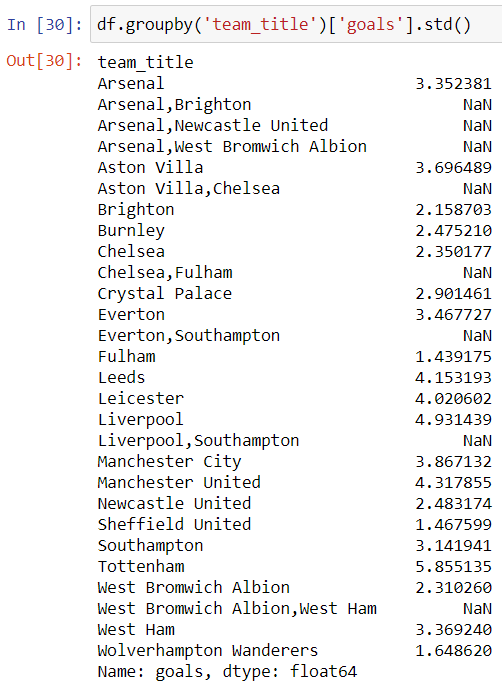 In [30]: df.groupby('team_title')['goals'].std()
Out[30]: team_title
Arsenal 3.352381
Arsenal,Brighton NaN
Arsenal,Newcastle United NaN
Arsenal,West Bromwich Albion NaN
Aston Villa 3.696489
Aston Villa,Chelsea NaN
Brighton 2.158703
Burnley 2.475210
Chelsea 2.350177
Chelsea,Fulham NaN
Crystal Palace 2.901461
Everton 3.467727
Everton,Southampton NaN
Fulham 1.439175
Leeds 4.153193
Leicester 4.020602
Liverpool 4.931439
Liverpool,Southampton NaN
Manchester City 3.867132
Manchester United 4.317855
Newcastle United 2.483174
Sheffield United 1.467599
Southampton 3.141941
Tottenham 5.855135
West Bromwich Albion 2.310260
West Bromwich Albion,West Ham NaN
West Ham 3.369240
Wolverhampton Wanderers 1.648620
Name: goals, dtype: float64